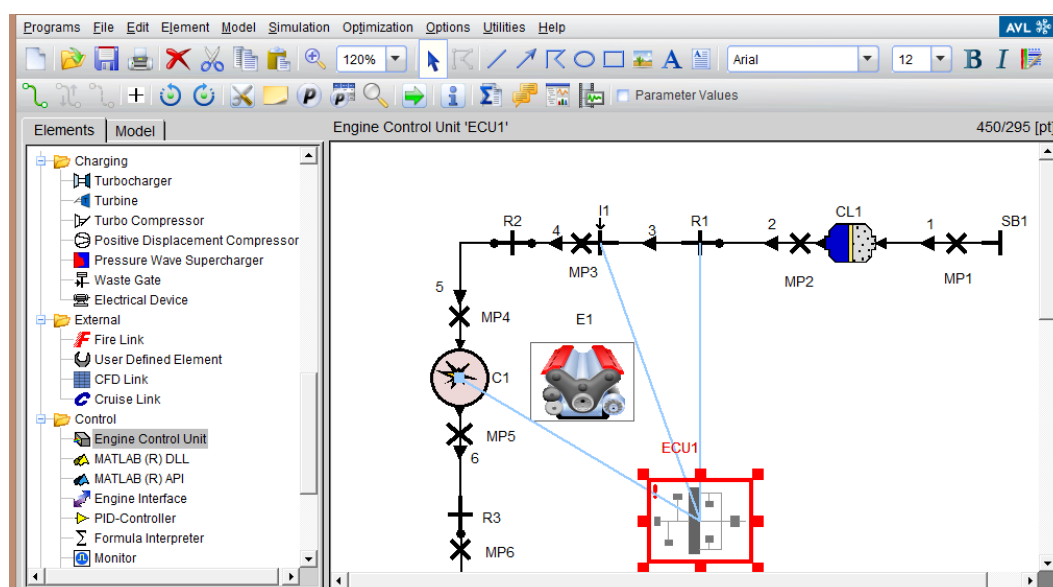 Programs File Edit Element Model Simulation Optimization Options Utilities Help AVL
120% A Arial 12 B I
+ p p i Σ Parameter Values
Elements Model Engine Control Unit 'ECU1' 450/295 [pt]
Charging
Turbocharger
Turbine
Turbo Compressor
Positive Displacement Compressor
Pressure Wave Supercharger
Waste Gate
Electrical Device
External
Fire Link
User Defined Element
CFD Link
Cruise Link
Control
Engine Control Unit
MATLAB (R) DLL
MATLAB (R) API
Engine Interface
PID-Controller
Formula Interpreter
Monitor
R2 4 I1 3 R1 2 CL1 1 SB1
MP3 MP2 MP1
5
MP4 E1
C1
MP5 ECU1
6
R3
MP6